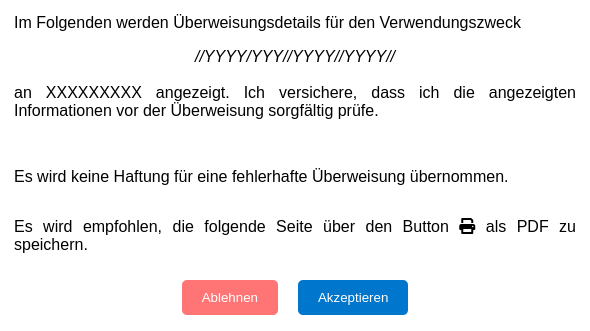 Im Folgenden werden Überweisungsdetails für den Verwendungszweck
//YYYY/YYY//YYYY//YYYY//
an XXXXXXXXX angezeigt. Ich versichere, dass ich die angezeigten
Informationen vor der Überweisung sorgfältig prüfe.
Es wird keine Haftung für eine fehlerhafte Überweisung übernommen.
Es wird empfohlen, die folgende Seite über den Button als PDF zu
speichern.
Ablehnen
Akzeptieren